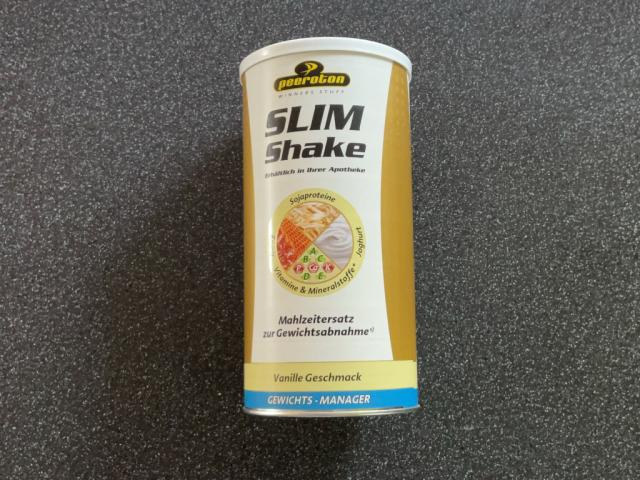 peeroton
WINNERS STUFF
SLIM
Shake
Erhältlich in Ihrer Apotheke
Sojaproteine
Joghurt
A
B C
E K
D E
Vitamine & Mineralstoffe*
Mahlzeitersatz
zur Gewichtsabnahme
Vanille Geschmack
GEWICHTS - MANAGER